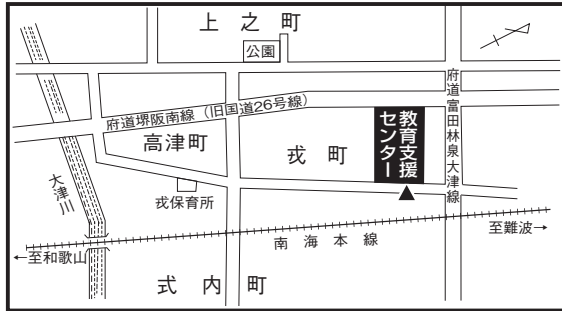 上之町
公園
府道堺阪南線（旧国道26号線）
府道富田林泉大津線
教育支援
センター
高津町
戎町
大津川
戎保育所
南海本線
至難波→
←至和歌山
式内町